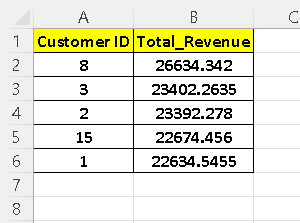 A B C
1 Customer ID Total_Revenue
2 8 26634.342
3 3 23402.2635
4 2 23392.278
5 15 22674.456
6 1 22634.5455
7
8